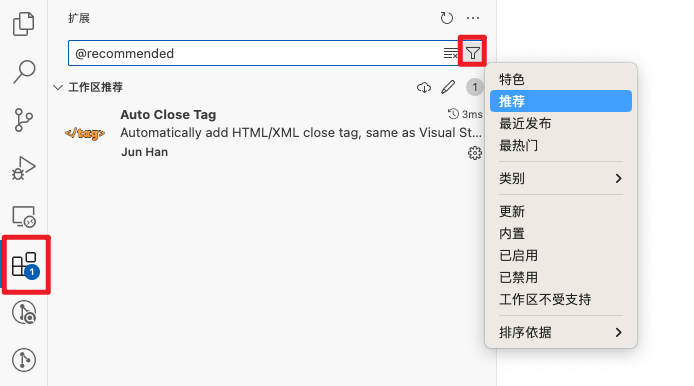 扩展
@recommended
工作区推荐
1
Auto Close Tag
3ms
</tag>
Automatically add HTML/XML close tag, same as Visual St...
Jun Han
1
特色
推荐
最近发布
最热门
类别
更新
内置
已启用
已禁用
工作区不受支持
排序依据